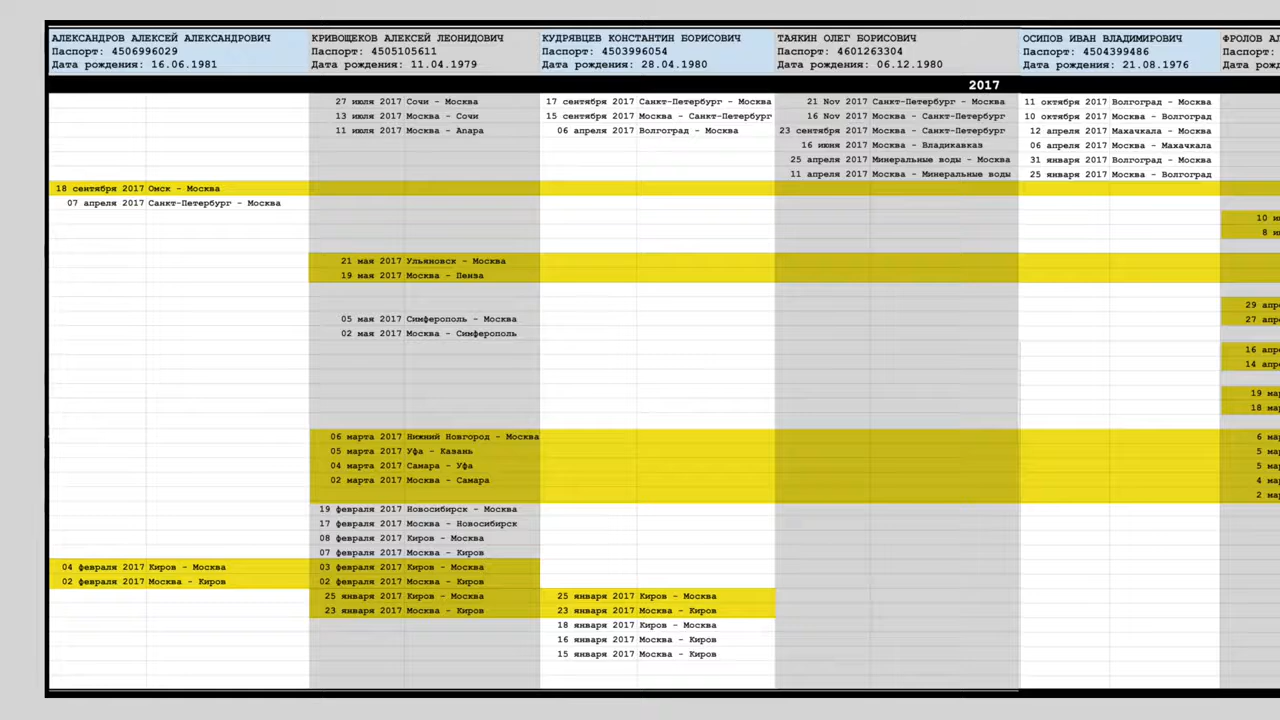 АЛЕКСАНДРОВ АЛЕКСЕЙ АЛЕКСАНДРОВИЧ
Паспорт: 4506996029
Дата рождения: 16.06.1981
КРИВОЩЕКОВ АЛЕКСЕЙ ЛЕОНИДОВИЧ
Паспорт: 4505105611
Дата рождения: 11.04.1979
КУДРЯВЦЕВ КОНСТАНТИН БОРИСОВИЧ
Паспорт: 4503996054
Дата рождения: 28.04.1980
ТАЯКИН ОЛЕГ БОРИСОВИЧ
Паспорт: 4601263304
Дата рождения: 06.12.1980
ОСИПОВ ИВАН ВЛАДИМИРОВИЧ
Паспорт: 4504399486
Дата рождения: 21.08.1976
ФРОЛОВ
Паспорт:
Дата
2017
18 сентября 2017 Омск - Москва
07 апреля 2017 Санкт-Петербург - Москва
04 февраля 2017 Киров - Москва
02 февраля 2017 Москва - Киров
27 июля 2017 Сочи - Москва
13 июля 2017 Москва - Сочи
11 июля 2017 Москва - Апара
21 мая 2017 Ульяновск - Москва
19 мая 2017 Москва - Пенза
05 мая 2017 Симферополь - Москва
02 мая 2017 Москва - Симферополь
06 марта 2017 Нижний Новгород - Москва
05 марта 2017 Уфа - Казань
04 марта 2017 Самара - Уфа
02 марта 2017 Москва - Самара
19 февраля 2017 Новосибирск - Москва
17 февраля 2017 Москва - Новосибирск
08 февраля 2017 Киров - Москва
07 февраля 2017 Москва - Киров
03 февраля 2017 Киров - Москва
02 февраля 2017 Москва - Киров
25 января 2017 Киров - Москва
23 января 2017 Москва - Киров
17 сентября 2017 Санкт-Петербург - Москва
15 сентября 2017 Москва - Санкт-Петербург
06 апреля 2017 Волгоград - Москва
25 января 2017 Киров - Москва
23 января 2017 Москва - Киров
18 января 2017 Киров - Москва
16 января 2017 Москва - Киров
15 января 2017 Москва - Киров
21 Nov 2017 Санкт-Петербург - Москва
16 Nov 2017 Москва - Санкт-Петербург
23 сентября 2017 Москва - Санкт-Петербург
16 июня 2017 Москва - Владикавказ
25 апреля 2017 Минеральные воды - Москва
11 апреля 2017 Москва - Минеральные воды
11 октября 2017 Волгоград - Москва
10 октября 2017 Москва - Волгоград
12 апреля 2017 Махачкала - Москва
06 апреля 2017 Москва - Махачкала
31 января 2017 Волгоград - Москва
25 января 2017 Москва - Волгоград
10
8
29
27
16
14
19
18
6
5
5
4
2